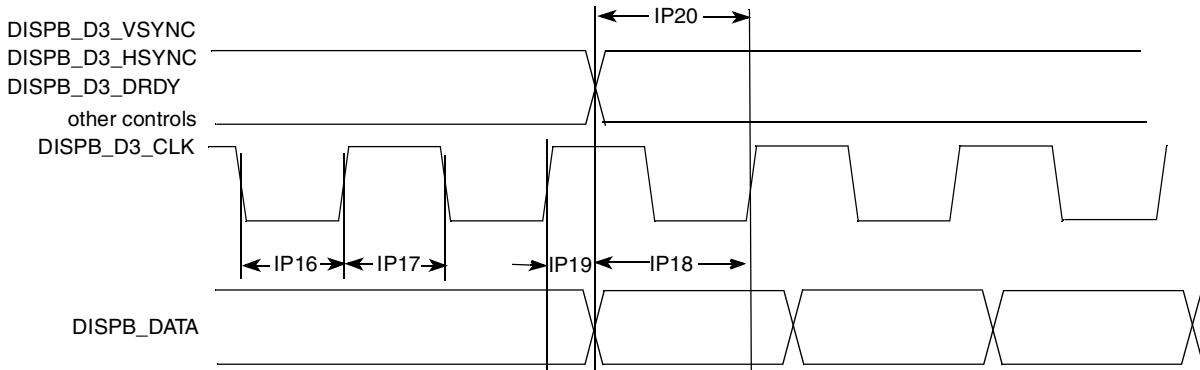 IP20
DISPB_D3_VSYNC
DISPB_D3_HSYNC
DISPB_D3_DRDY
other controls
DISPB_D3_CLK
IP16 IP17 IP19 IP18
DISPB_DATA